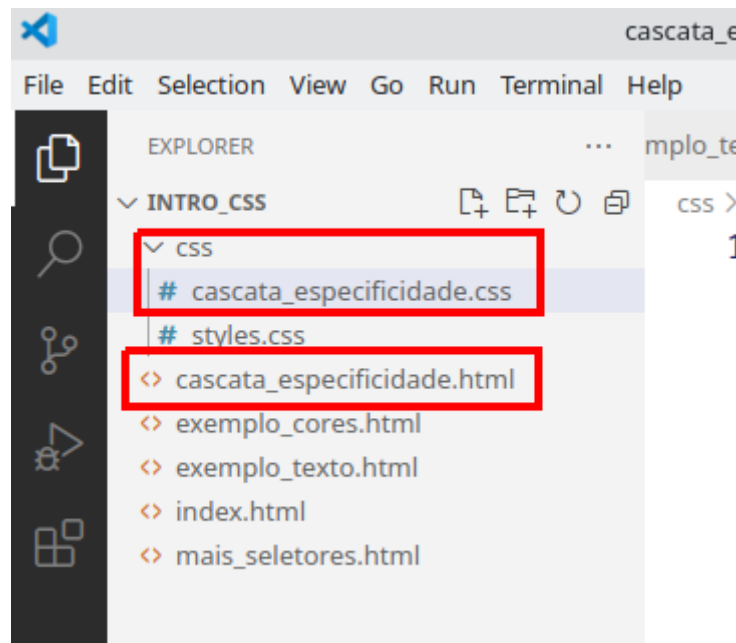 cascata_e
File Edit Selection View Go Run Terminal Help
EXPLORER
mplo_te
INTRO_CSS
css >
css
1
# cascata_especificidade.css
# styles.css
<> cascata_especificidade.html
<> exemplo_cores.html
<> exemplo_texto.html
<> index.html
<> mais_seletores.html